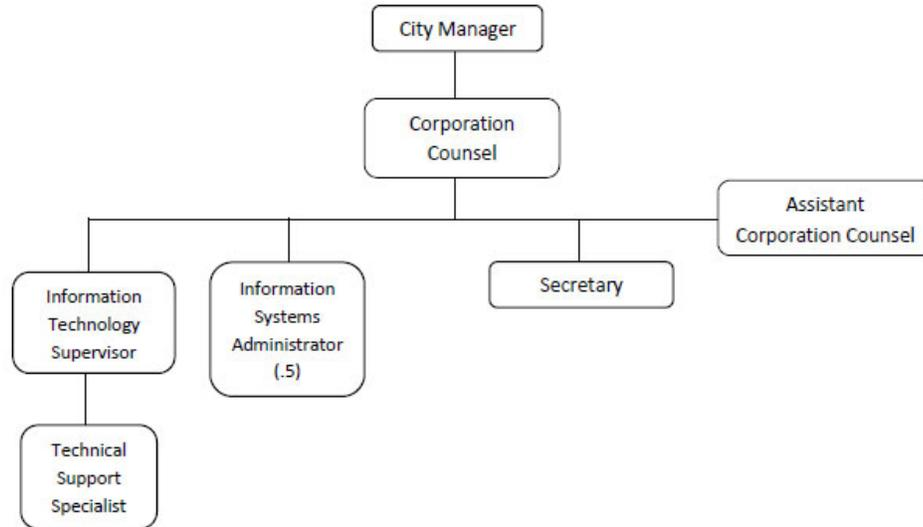 City Manager
Corporation
Counsel
Assistant
Corporation Counsel
Information
Technology
Supervisor
Information
Systems
Administrator
(.5)
Secretary
Technical
Support
Specialist